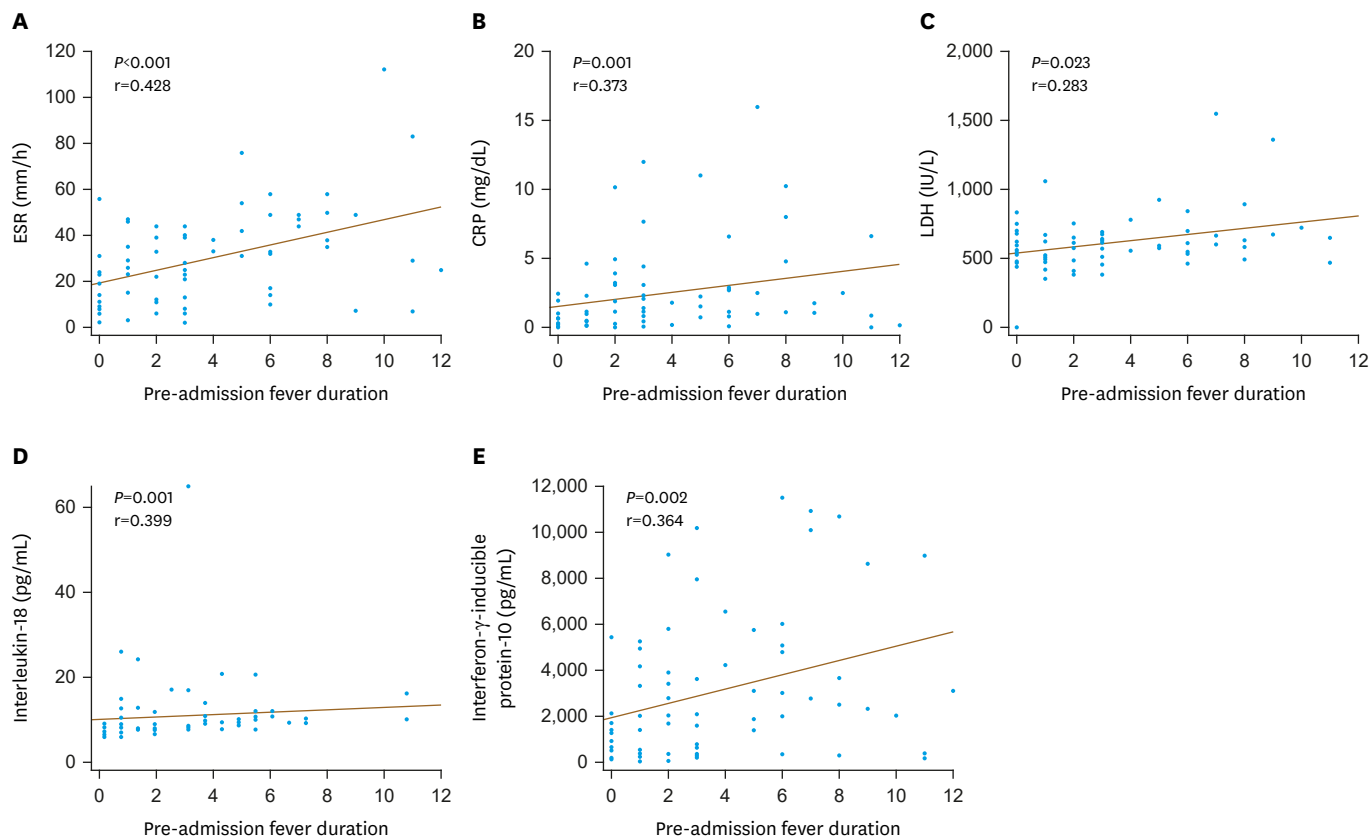 A
P<0.001
r=0.428
ESR (mm/h)
120
100
80
60
40
20
0
0 2 4 6 8 10 12
Pre-admission fever duration
B
P=0.001
r=0.373
CRP (mg/dL)
20
15
10
5
0
0 2 4 6 8 10 12
Pre-admission fever duration
C
P=0.023
r=0.283
LDH (IU/L)
2,000
1,500
1,000
500
0
0 2 4 6 8 10 12
Pre-admission fever duration
D
P=0.001
r=0.399
Interleukin-18 (pg/mL)
60
40
20
0
0 2 4 6 8 10 12
Pre-admission fever duration
E
P=0.002
r=0.364
Interferon-γ-inducible
protein-10 (pg/mL)
12,000
10,000
8,000
6,000
4,000
2,000
0
0 2 4 6 8 10 12
Pre-admission fever duration